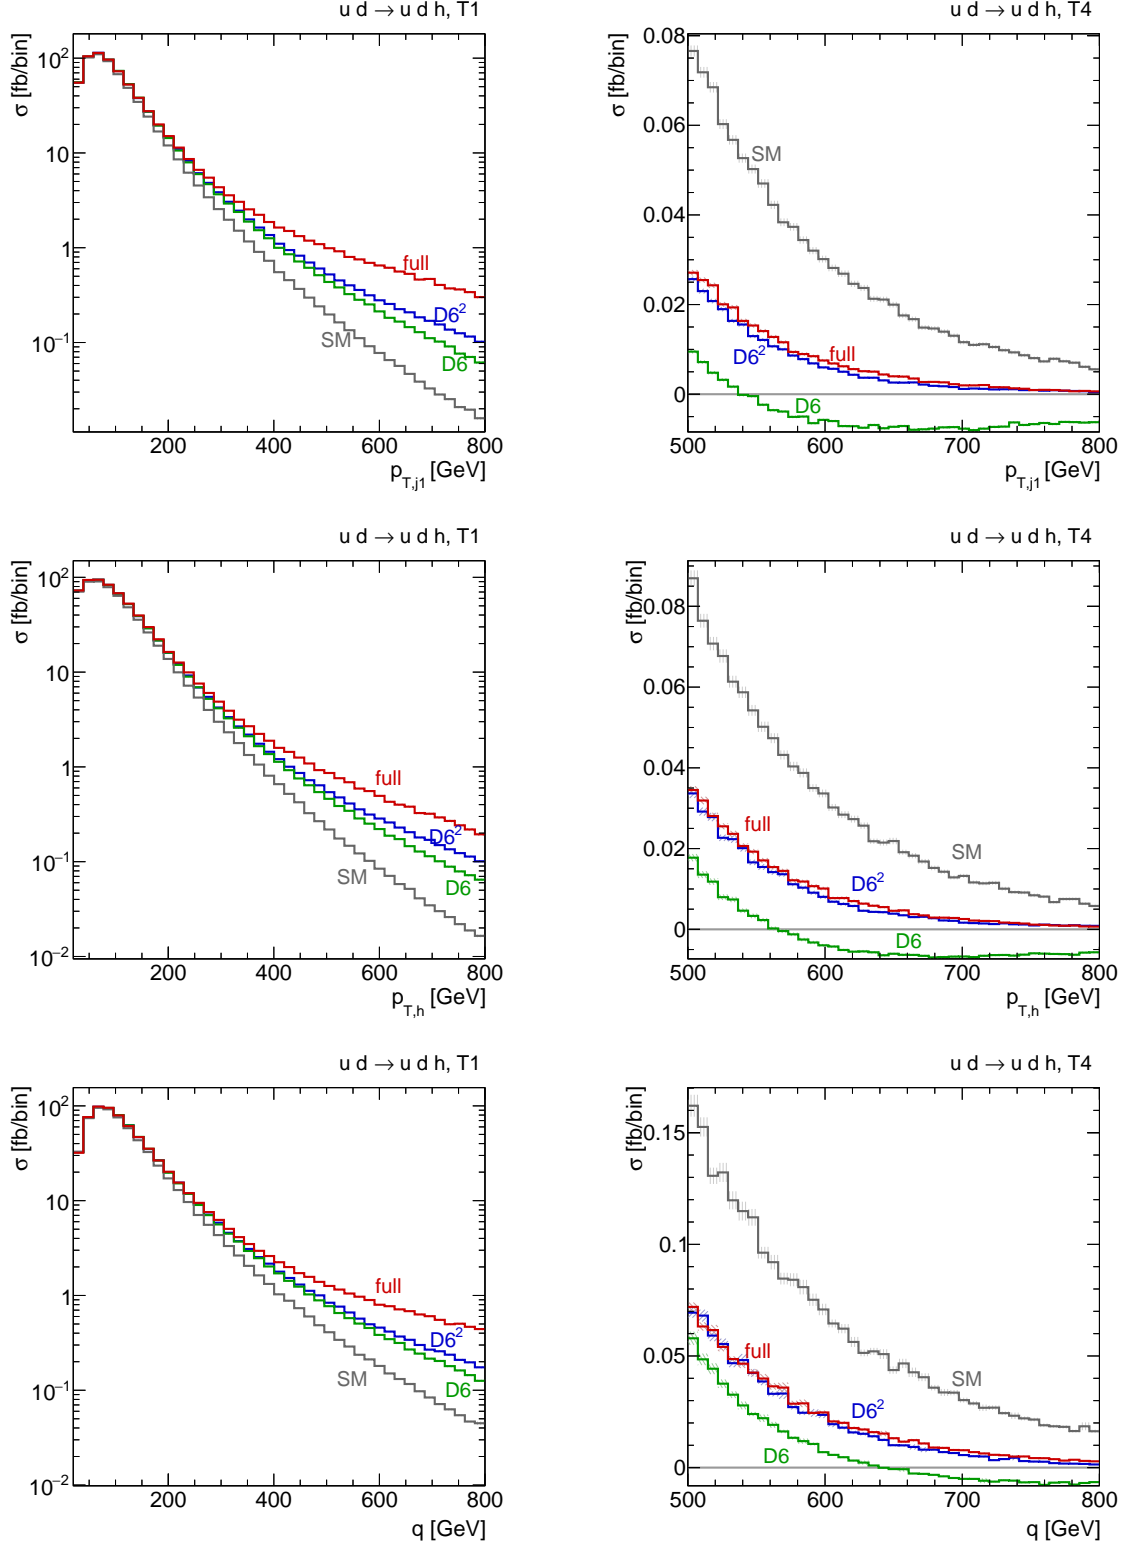 u d → u d h, T1
σ [fb/bin]
10²
10
1
10⁻¹
full
D6²
SM
D6
200 400 600 800
p_T,j1 [GeV]
u d → u d h, T4
σ [fb/bin]
0.08
0.06
0.04
0.02
0
SM
full
D6²
D6
500 600 700 800
p_T,j1 [GeV]
u d → u d h, T1
σ [fb/bin]
10²
10
1
10⁻¹
10⁻²
full
D6²
SM
D6
200 400 600 800
p_T,h [GeV]
u d → u d h, T4
σ [fb/bin]
0.08
0.06
0.04
0.02
0
full
SM
D6²
D6
500 600 700 800
p_T,h [GeV]
u d → u d h, T1
σ [fb/bin]
10²
10
1
10⁻¹
10⁻²
full
D6²
SM
D6
200 400 600 800
q [GeV]
u d → u d h, T4
σ [fb/bin]
0.15
0.1
0.05
0
full
SM
D6²
D6
500 600 700 800
q [GeV]